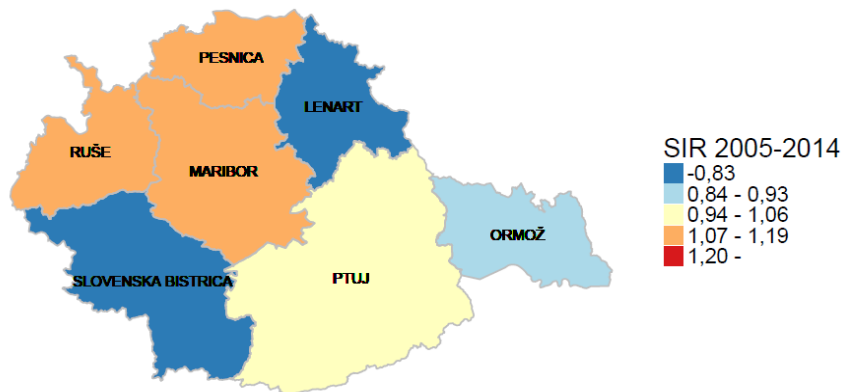 PESNICA
LENART
RUŠE
MARIBOR
ORMOŽ
SLOVENSKA BISTRICA
PTUJ
SIR 2005-2014
-0,83
0,84 - 0,93
0,94 - 1,06
1,07 - 1,19
1,20 -